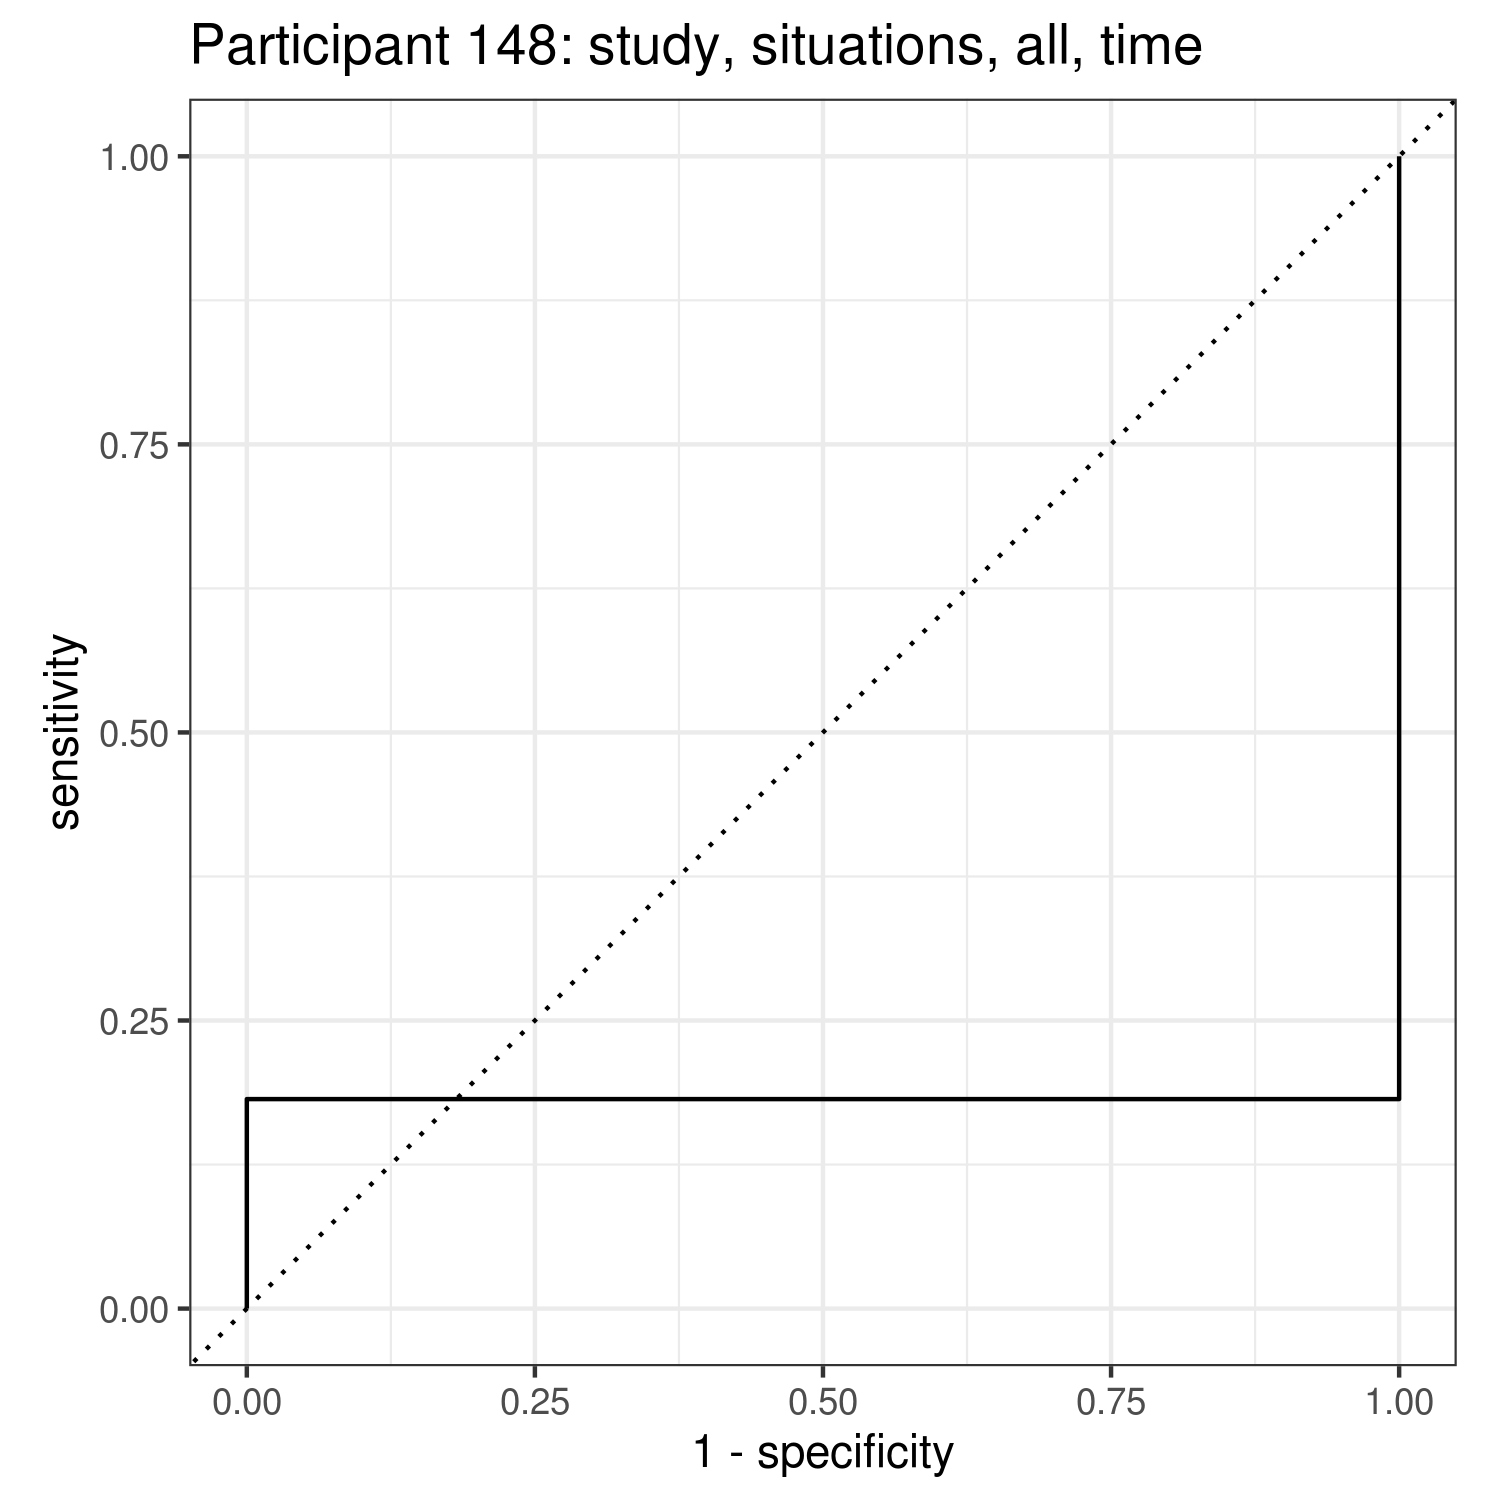 Participant 148: study, situations, all, time
1.00
0.75
0.50
0.25
0.00
sensitivity
0.00 0.25 0.50 0.75 1.00
1 - specificity